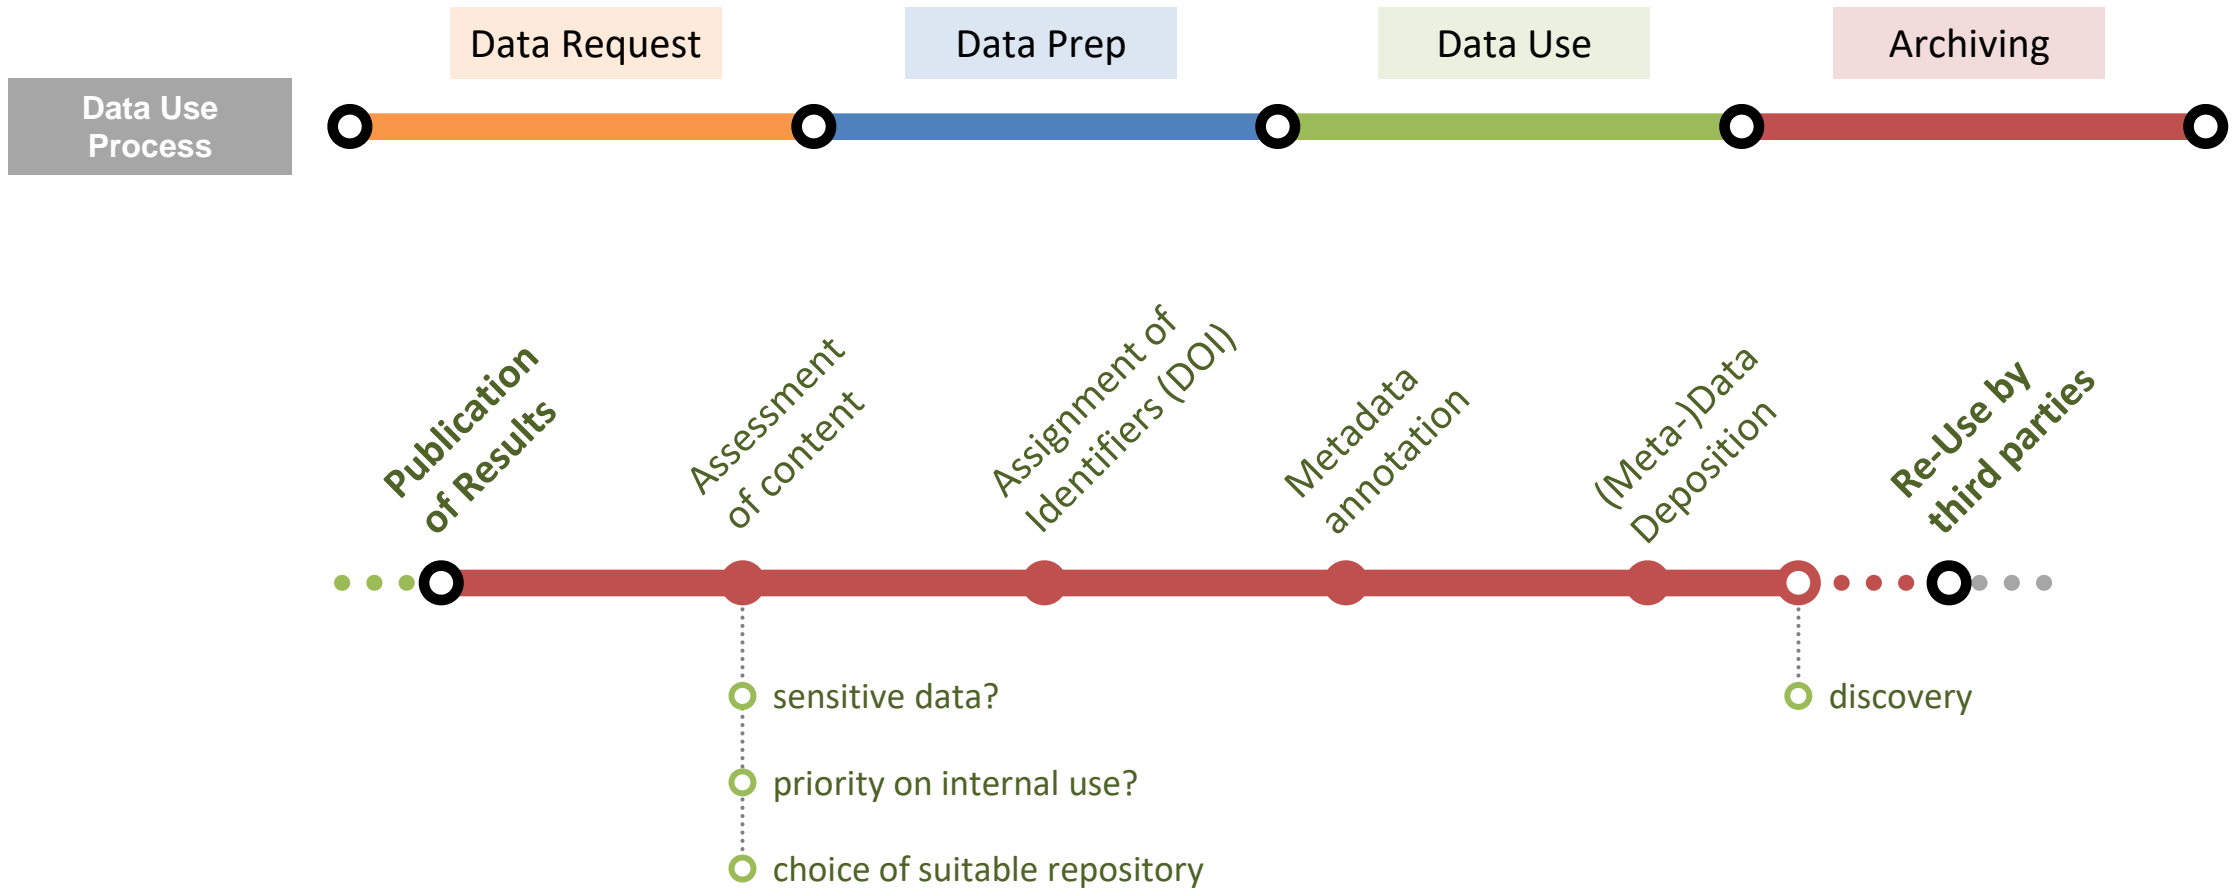 Data Request
Data Prep
Data Use
Archiving
Data Use
Process
Publication
of Results
Assessment
of content
Assignment of
Identifiers (DOI)
Metadata
annotation
(Meta-)Data
Deposition
Re-Use by
third parties
sensitive data?
priority on internal use?
choice of suitable repository
discovery